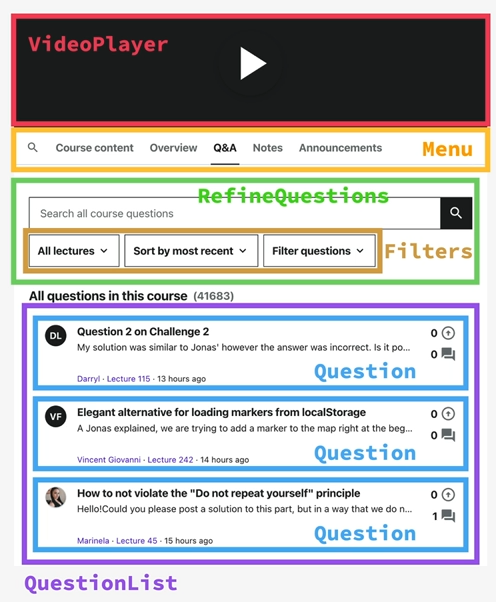 VideoPlayer
Course content Overview Q&A Notes Announcements Menu
RefineQuestions
Search all course questions
All lectures Sort by most recent Filter questions Filters
All questions in this course (41683)
DL Question 2 on Challenge 2 0
My solution was similar to Jonas' however the answer was incorrect. Is it po... 0
Question
Darryl · Lecture 115 · 13 hours ago
VF Elegant alternative for loading markers from localStorage 0
A Jonas explained, we are trying to add a marker to the map right at the beg... 0
Question
Vincent Giovanni · Lecture 242 · 14 hours ago
How to not violate the "Do not repeat yourself" principle 0
Hello!Could you please post a solution to this part, but in a way that we do n... 1
Question
Marinela · Lecture 45 · 15 hours ago
QuestionList